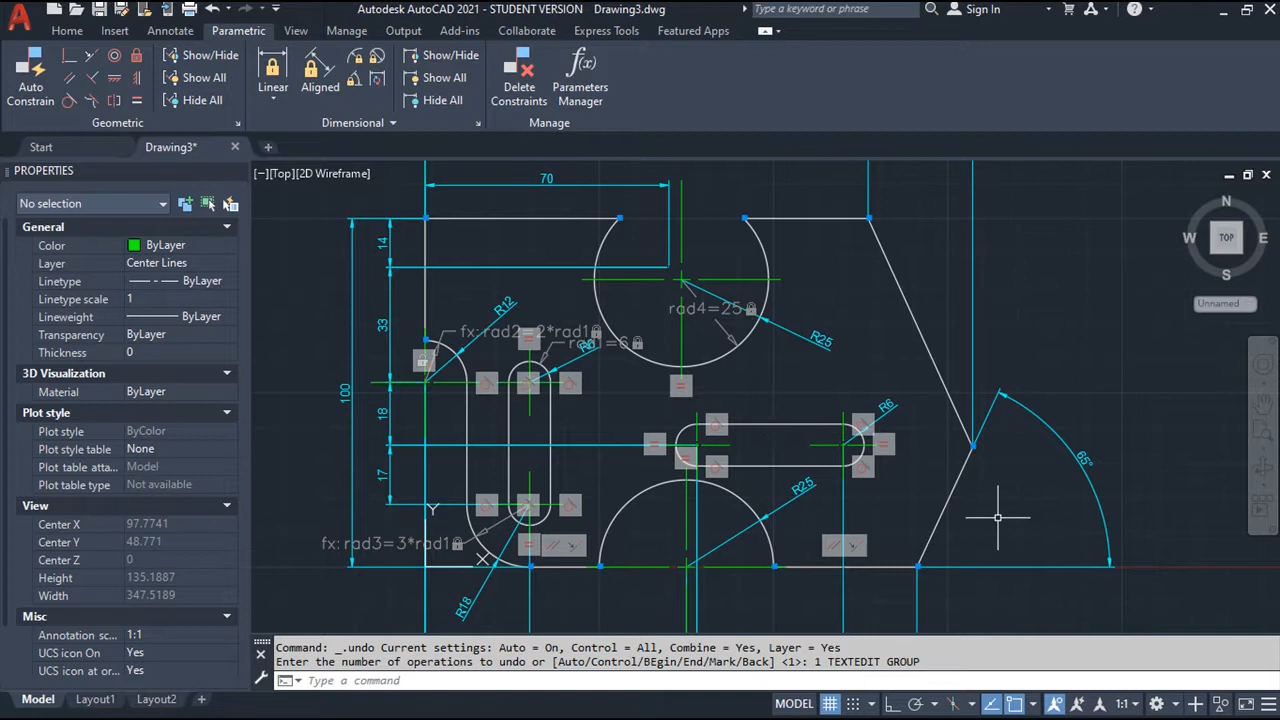 Autodesk AutoCAD 2021 - STUDENT VERSION Drawing3.dwg
Type a keyword or phrase
Sign In
Home Insert Annotate Parametric View Manage Output Add-ins Collaborate Express Tools Featured Apps
Auto Constrain
Show/Hide
Show All
Hide All
Geometric
Linear
Aligned
Show/Hide
Show All
Hide All
Dimensional
Delete Constraints
Parameters Manager
Manage
Start
Drawing3*
PROPERTIES
No selection
General
Color ByLayer
Layer Center Lines
Linetype ByLayer
Linetype scale 1
Lineweight ByLayer
Transparency ByLayer
Thickness 0
3D Visualization
Material ByLayer
Plot style
Plot style ByColor
Plot style table None
Plot table atta... Model
Plot table type Not available
View
Center X 97.7741
Center Y 48.771
Center Z 0
Height 135.1887
Width 347.5189
Misc
Annotation sc... 1:1
UCS icon On Yes
UCS icon at or... Yes
[−][Top][2D Wireframe]
70
14
33
100
18
17
R12
fx: rad2=2*rad1
rad1=6
rad4=25
R25
R6
R25
65°
fx: rad3=3*rad1
R18
Y
X
N
W
TOP
E
S
Unnamed
Command: _.undo Current settings: Auto = On, Control = All, Combine = Yes, Layer = Yes
Enter the number of operations to undo or [Auto/Control/BEgin/End/Mark/Back] <1>: 1 TEXTEDIT GROUP
Type a command
Model Layout1 Layout2
MODEL
1:1